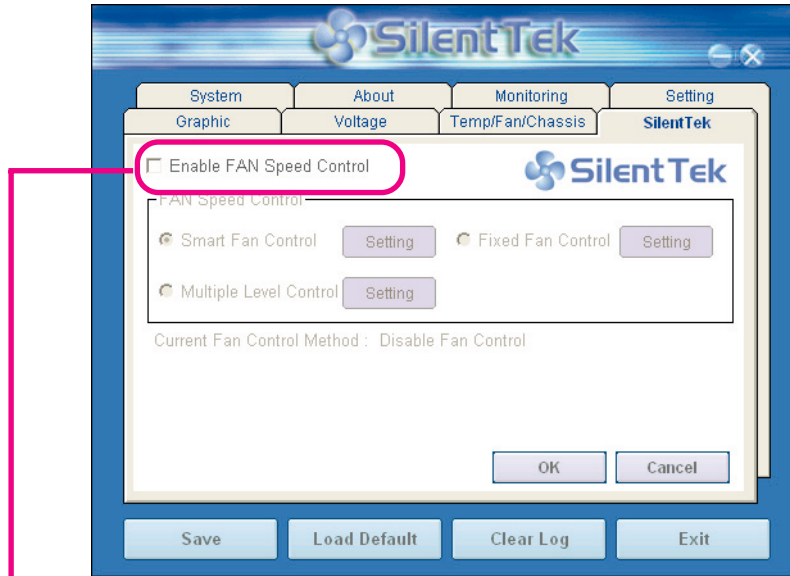 SilentTek
System About Monitoring Setting
Graphic Voltage Temp/Fan/Chassis SilentTek
Enable FAN Speed Control
SilentTek
FAN Speed Control
Smart Fan Control Setting Fixed Fan Control Setting
Multiple Level Control Setting
Current Fan Control Method : Disable Fan Control
OK Cancel
Save Load Default Clear Log Exit